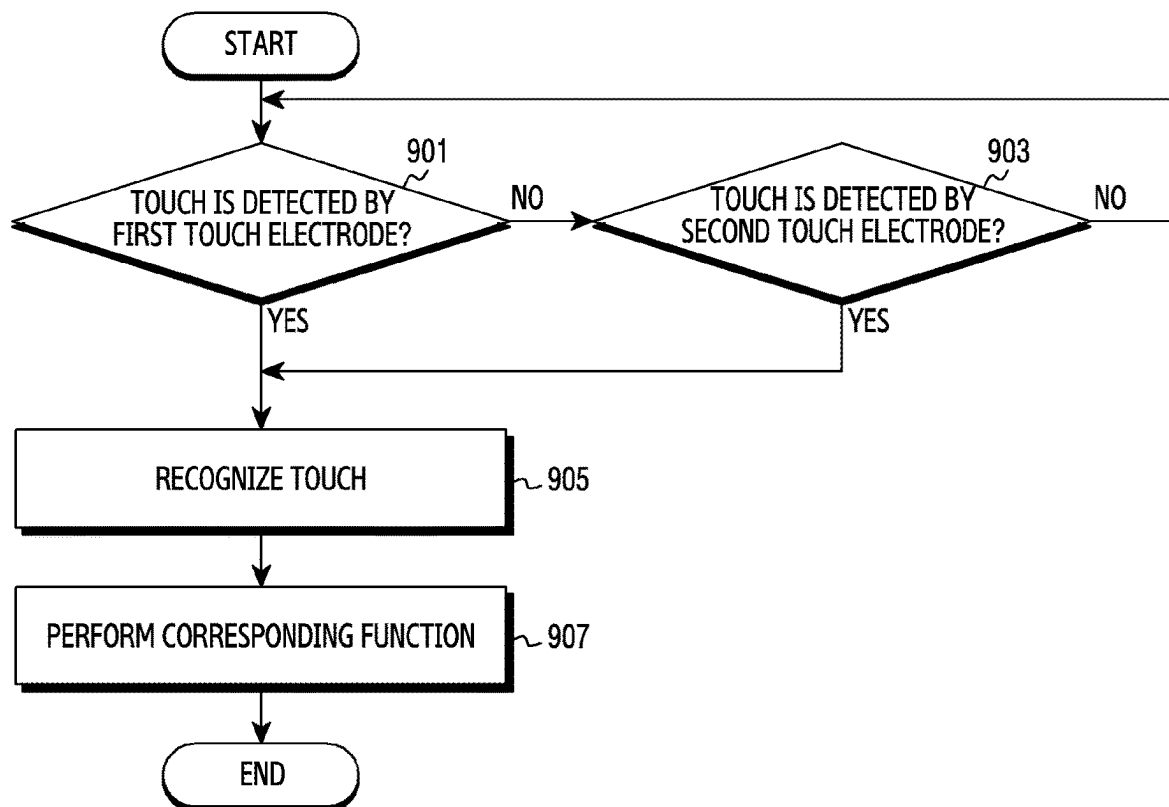 START
901
TOUCH IS DETECTED BY
FIRST TOUCH ELECTRODE?
NO
YES
903
TOUCH IS DETECTED BY
SECOND TOUCH ELECTRODE?
NO
YES
RECOGNIZE TOUCH
905
PERFORM CORRESPONDING FUNCTION
907
END